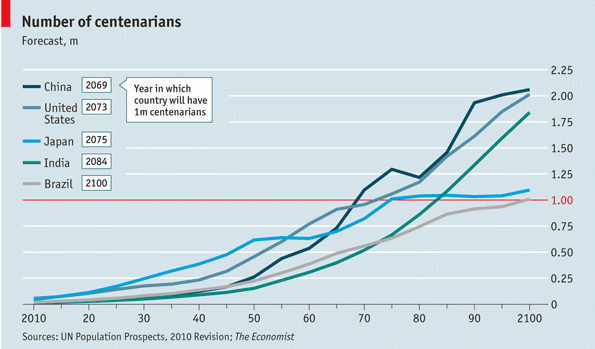 Number of centenarians
Forecast, m
China 2069
United States 2073
Japan 2075
India 2084
Brazil 2100
Year in which
country will have
1m centenarians
2.25
2.00
1.75
1.50
1.25
1.00
0.75
0.50
0.25
0
2010 20 30 40 50 60 70 80 90 2100
Sources: UN Population Prospects, 2010 Revision; The Economist